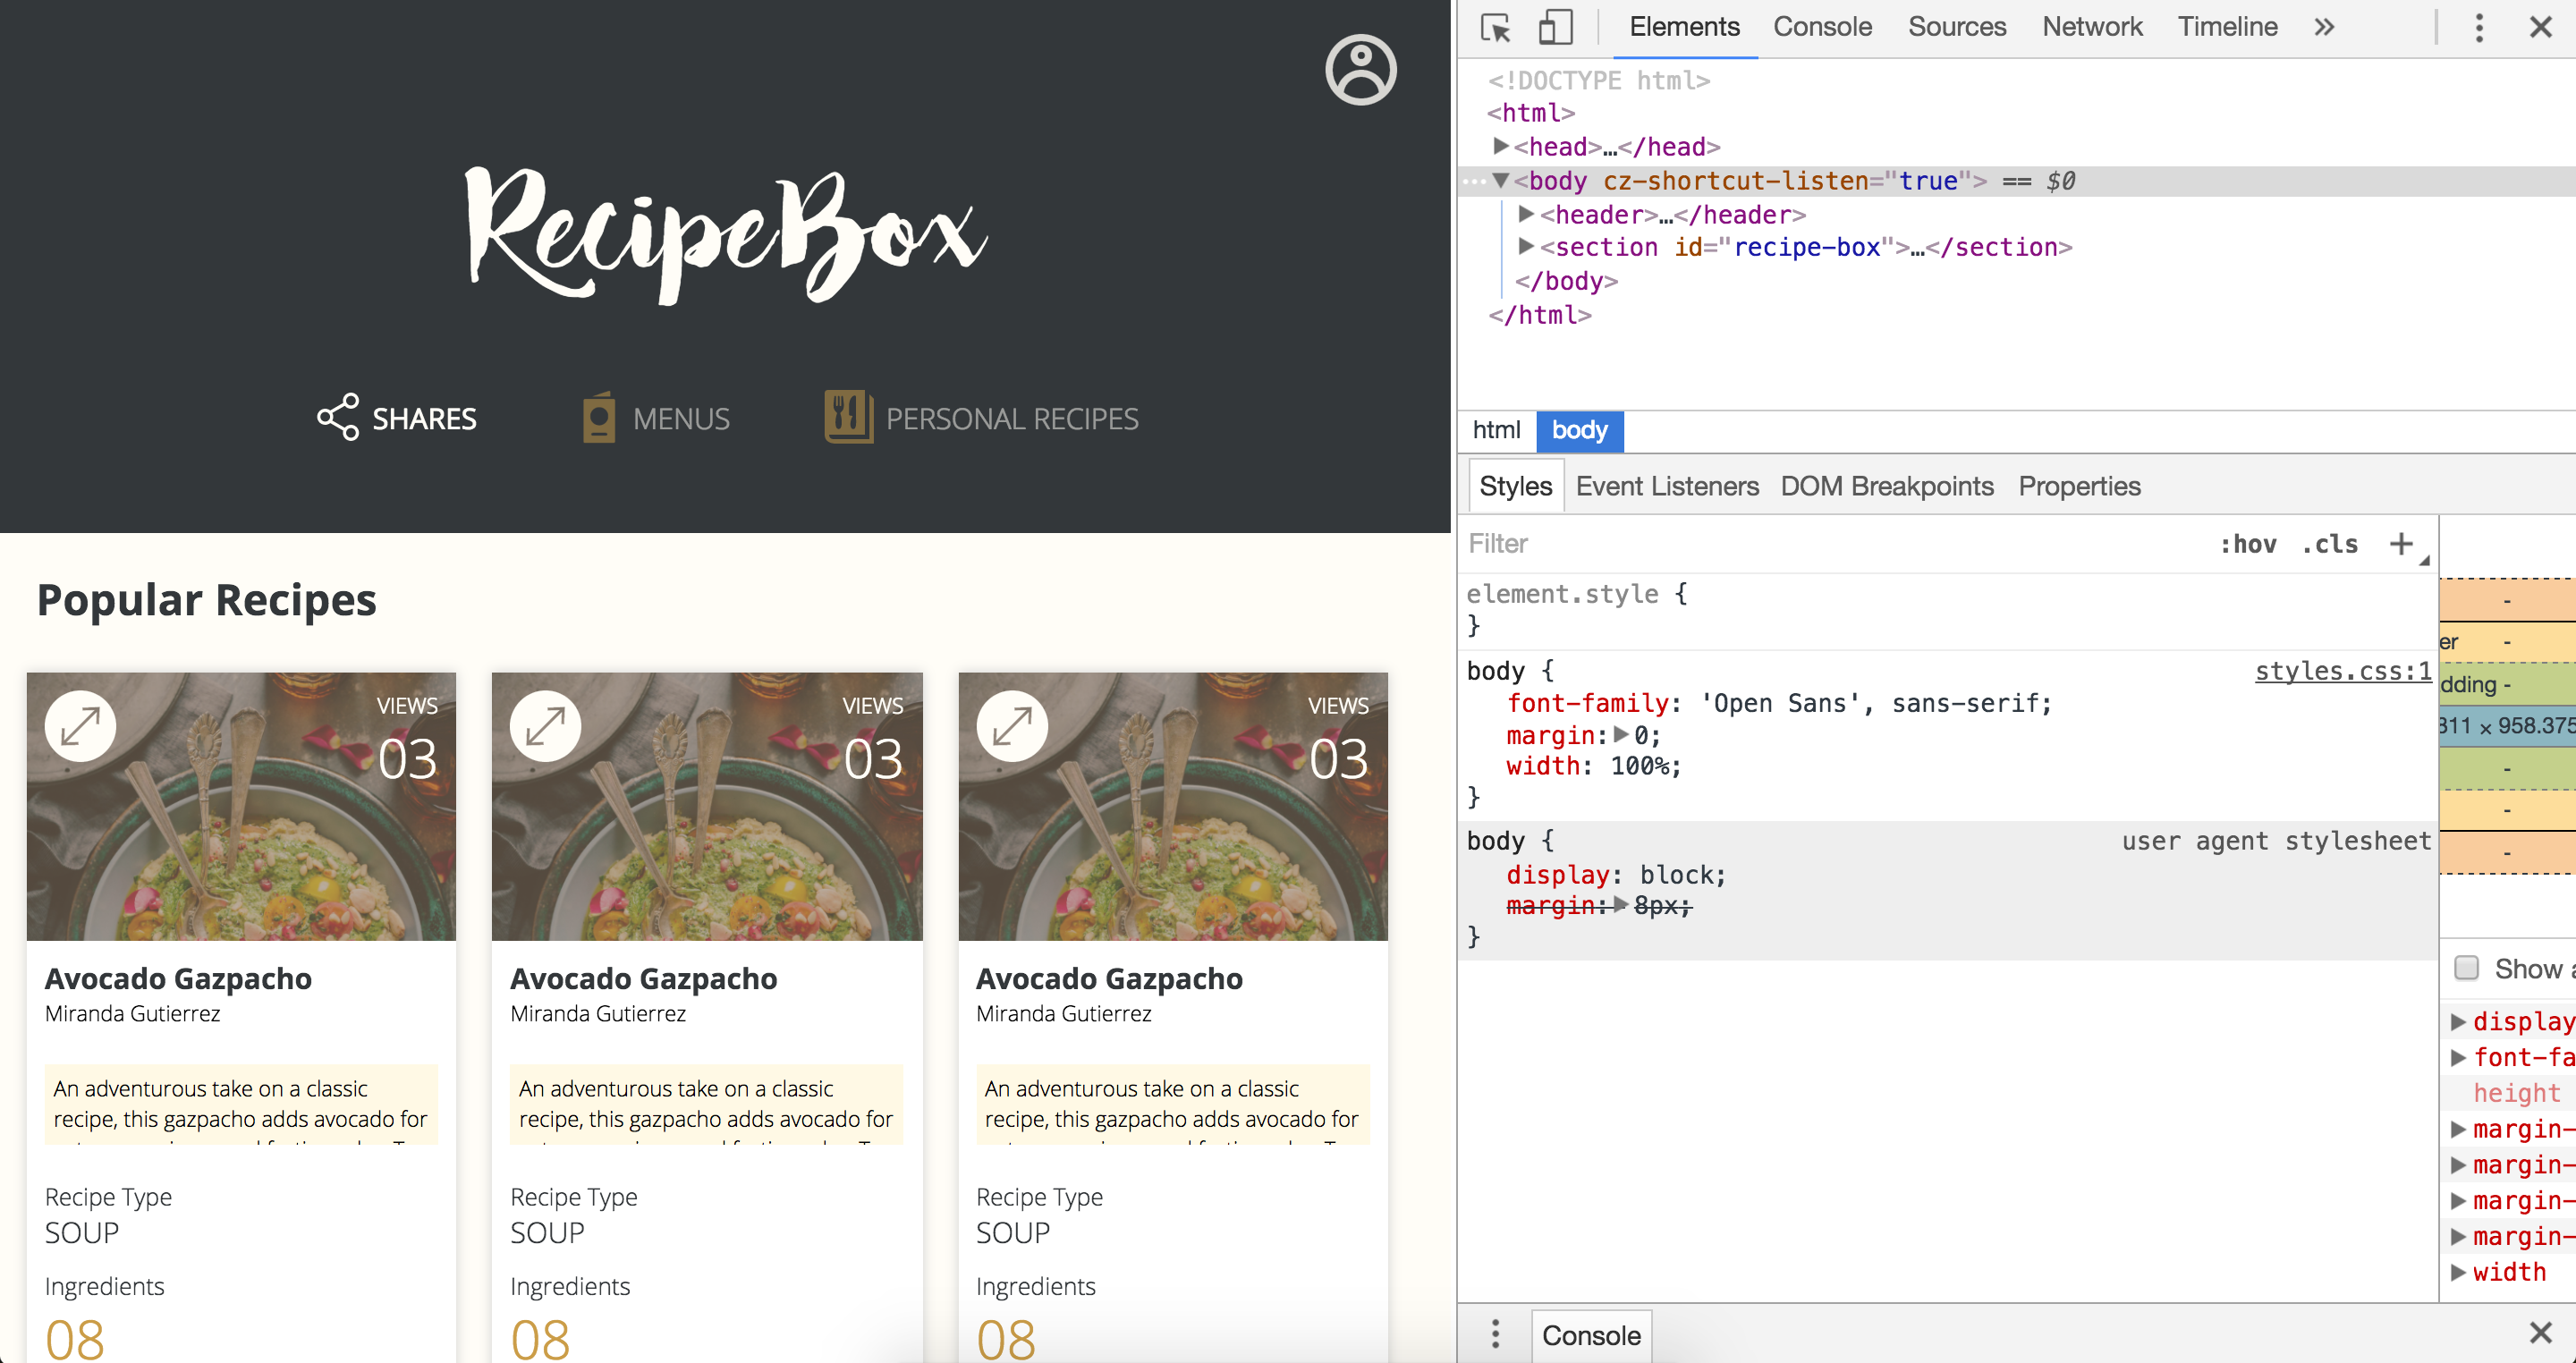 RecipeBox
SHARES
MENUS
PERSONAL RECIPES
Popular Recipes
VIEWS
03
Avocado Gazpacho
Miranda Gutierrez
An adventurous take on a classic
recipe, this gazpacho adds avocado for
Recipe Type
SOUP
Ingredients
08
VIEWS
03
Avocado Gazpacho
Miranda Gutierrez
An adventurous take on a classic
recipe, this gazpacho adds avocado for
Recipe Type
SOUP
Ingredients
08
VIEWS
03
Avocado Gazpacho
Miranda Gutierrez
An adventurous take on a classic
recipe, this gazpacho adds avocado for
Recipe Type
SOUP
Ingredients
08
Elements Console Sources Network Timeline »
<!DOCTYPE html>
<html>
<head>…</head>
<body cz-shortcut-listen="true"> == $0
<header>…</header>
<section id="recipe-box">…</section>
</body>
</html>
html body
Styles Event Listeners DOM Breakpoints Properties
Filter :hov .cls +
element.style {
}
body { styles.css:1
font-family: 'Open Sans', sans-serif;
margin: 0;
width: 100%;
}
body { user agent stylesheet
display: block;
margin: 8px;
}
-
er -
dding -
811 × 958.375
-
-
-
Show a
display
font-fa
height
margin-
margin-
margin-
margin-
width
Console